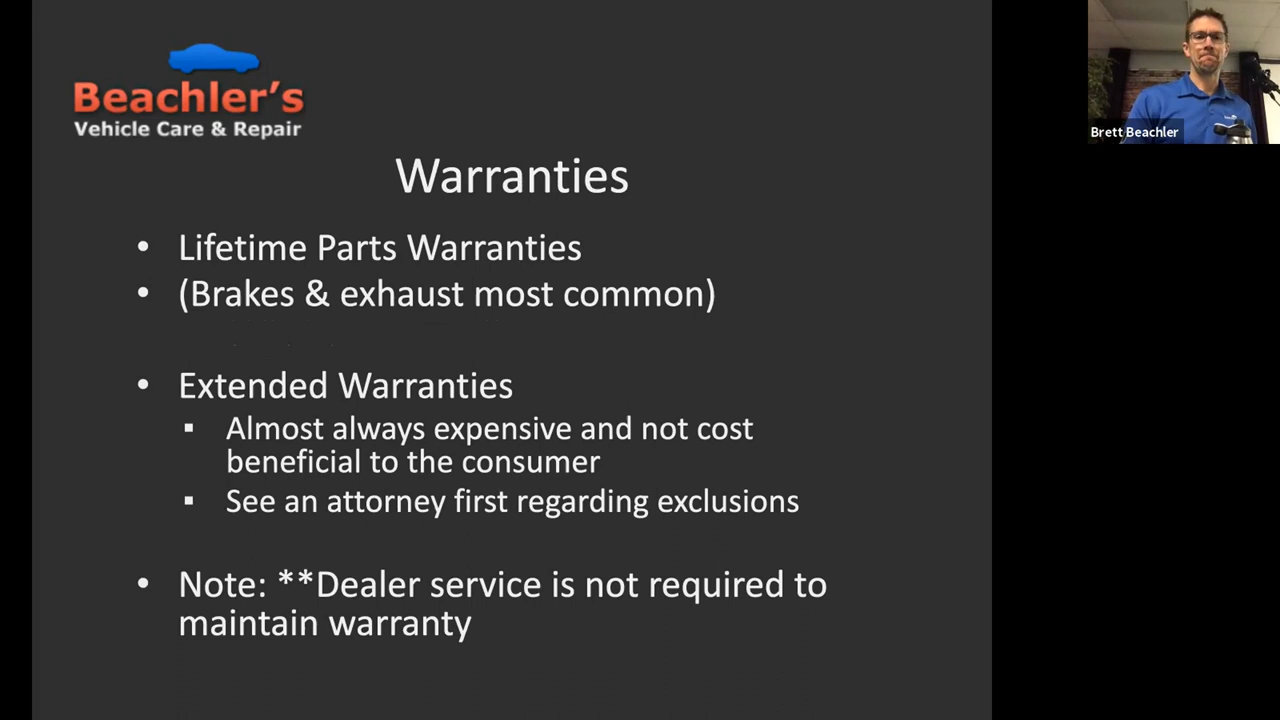 Beachler's
Vehicle Care & Repair
Brett Beachler
Warranties
• Lifetime Parts Warranties
• (Brakes & exhaust most common)
• Extended Warranties
▪ Almost always expensive and not cost
beneficial to the consumer
▪ See an attorney first regarding exclusions
• Note: **Dealer service is not required to
maintain warranty